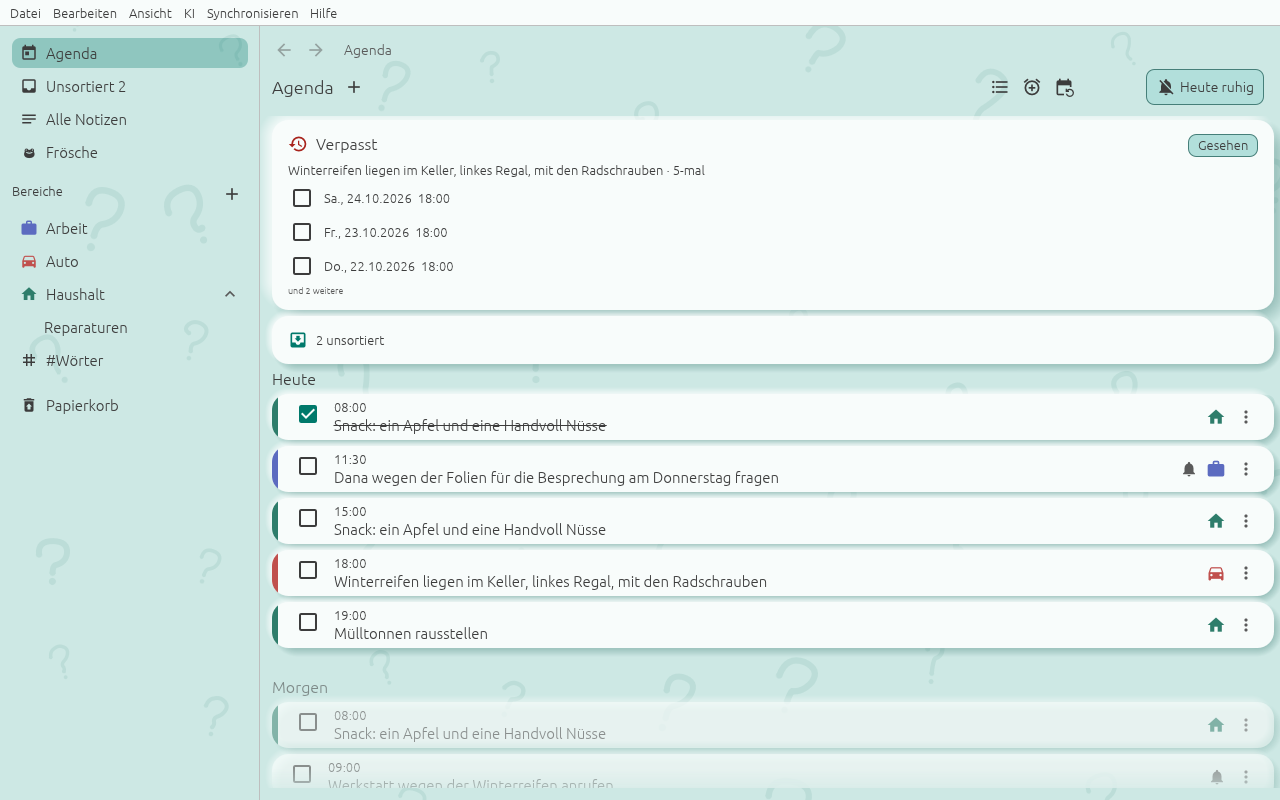 Datei Bearbeiten Ansicht KI Synchronisieren Hilfe
Agenda
Unsortiert 2
Alle Notizen
Frösche
Bereiche
Arbeit
Auto
Haushalt
Reparaturen
#Wörter
Papierkorb
Agenda
Agenda
Heute ruhig
Verpasst
Gesehen
Winterreifen liegen im Keller, linkes Regal, mit den Radschrauben · 5-mal
Sa., 24.10.2026 18:00
Fr., 23.10.2026 18:00
Do., 22.10.2026 18:00
und 2 weitere
2 unsortiert
Heute
08:00
Snack: ein Apfel und eine Handvoll Nüsse
11:30
Dana wegen der Folien für die Besprechung am Donnerstag fragen
15:00
Snack: ein Apfel und eine Handvoll Nüsse
18:00
Winterreifen liegen im Keller, linkes Regal, mit den Radschrauben
19:00
Mülltonnen rausstellen
Morgen
08:00
Snack: ein Apfel und eine Handvoll Nüsse
09:00
Werkstatt wegen der Winterreifen anrufen